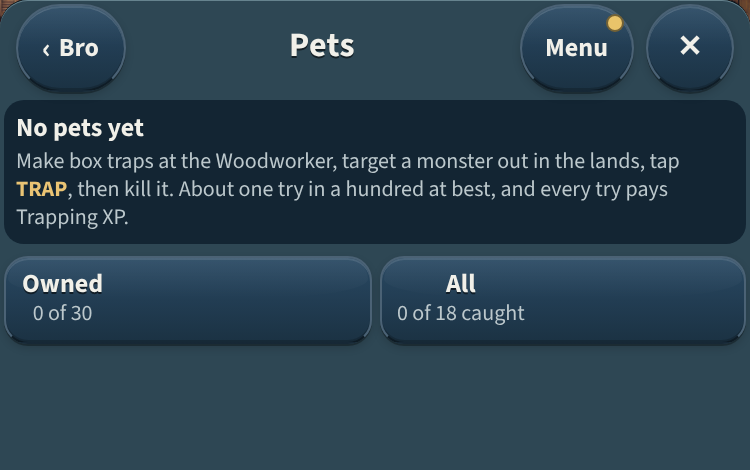 ‹ Bro
Pets
Menu
✕
No pets yet
Make box traps at the Woodworker, target a monster out in the lands, tap
TRAP, then kill it. About one try in a hundred at best, and every try pays
Trapping XP.
Owned
0 of 30
All
0 of 18 caught